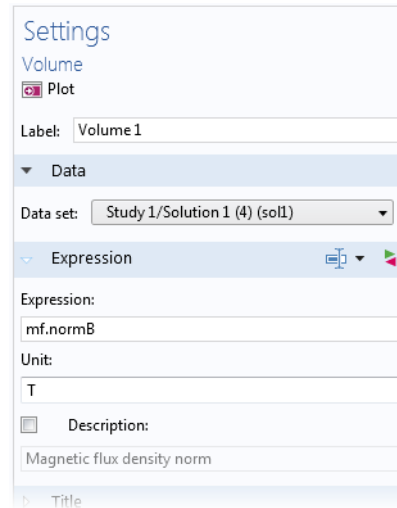 Settings
Volume
Plot
Label: Volume 1
Data
Data set: Study 1/Solution 1 (4) (sol1)
Expression
Expression:
mf.normB
Unit:
T
Description:
Magnetic flux density norm
Title